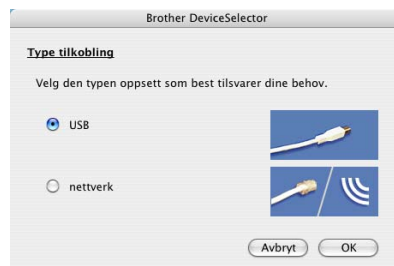 Brother DeviceSelector
Type tilkobling
Velg den typen oppsett som best tilsvarer dine behov.
USB
nettverk
Avbryt
OK